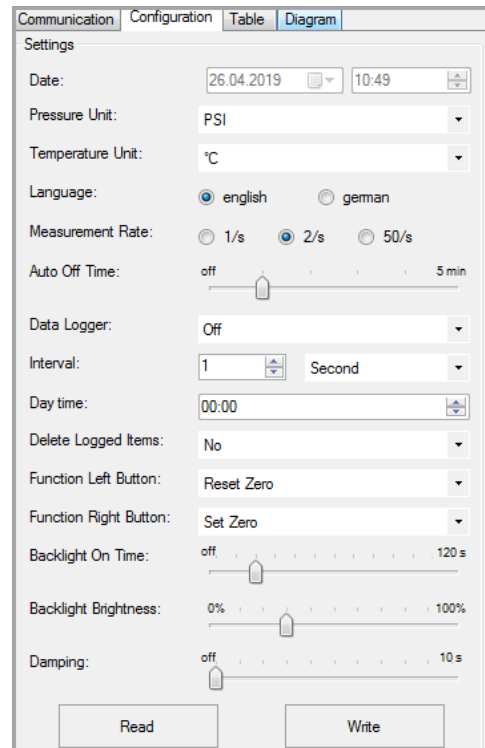 Communication Configuration Table Diagram
Settings
Date: 26.04.2019 10:49
Pressure Unit: PSI
Temperature Unit: °C
Language: english german
Measurement Rate: 1/s 2/s 50/s
Auto Off Time: off 5 min
Data Logger: Off
Interval: 1 Second
Day time: 00:00
Delete Logged Items: No
Function Left Button: Reset Zero
Function Right Button: Set Zero
Backlight On Time: off 120 s
Backlight Brightness: 0% 100%
Damping: off 10 s
Read Write